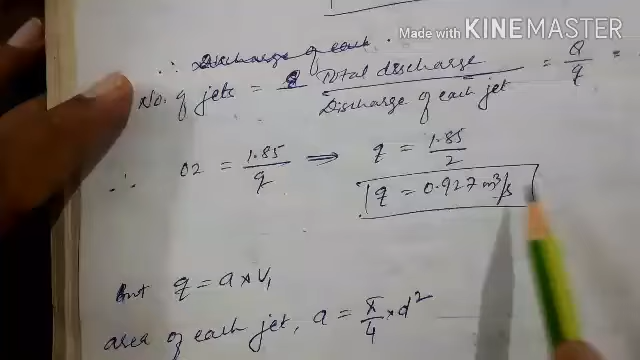 Made with KINEMASTER
∴ Discharge of each.
No. of jets = Total discharge / Discharge of each jet = Q / q =
∴ 02 = 1.85 / q ⟹ q = 1.85 / 2
q = 0.927 m³/s
But q = a × V₁
area of each jet, a = π/4 × d²